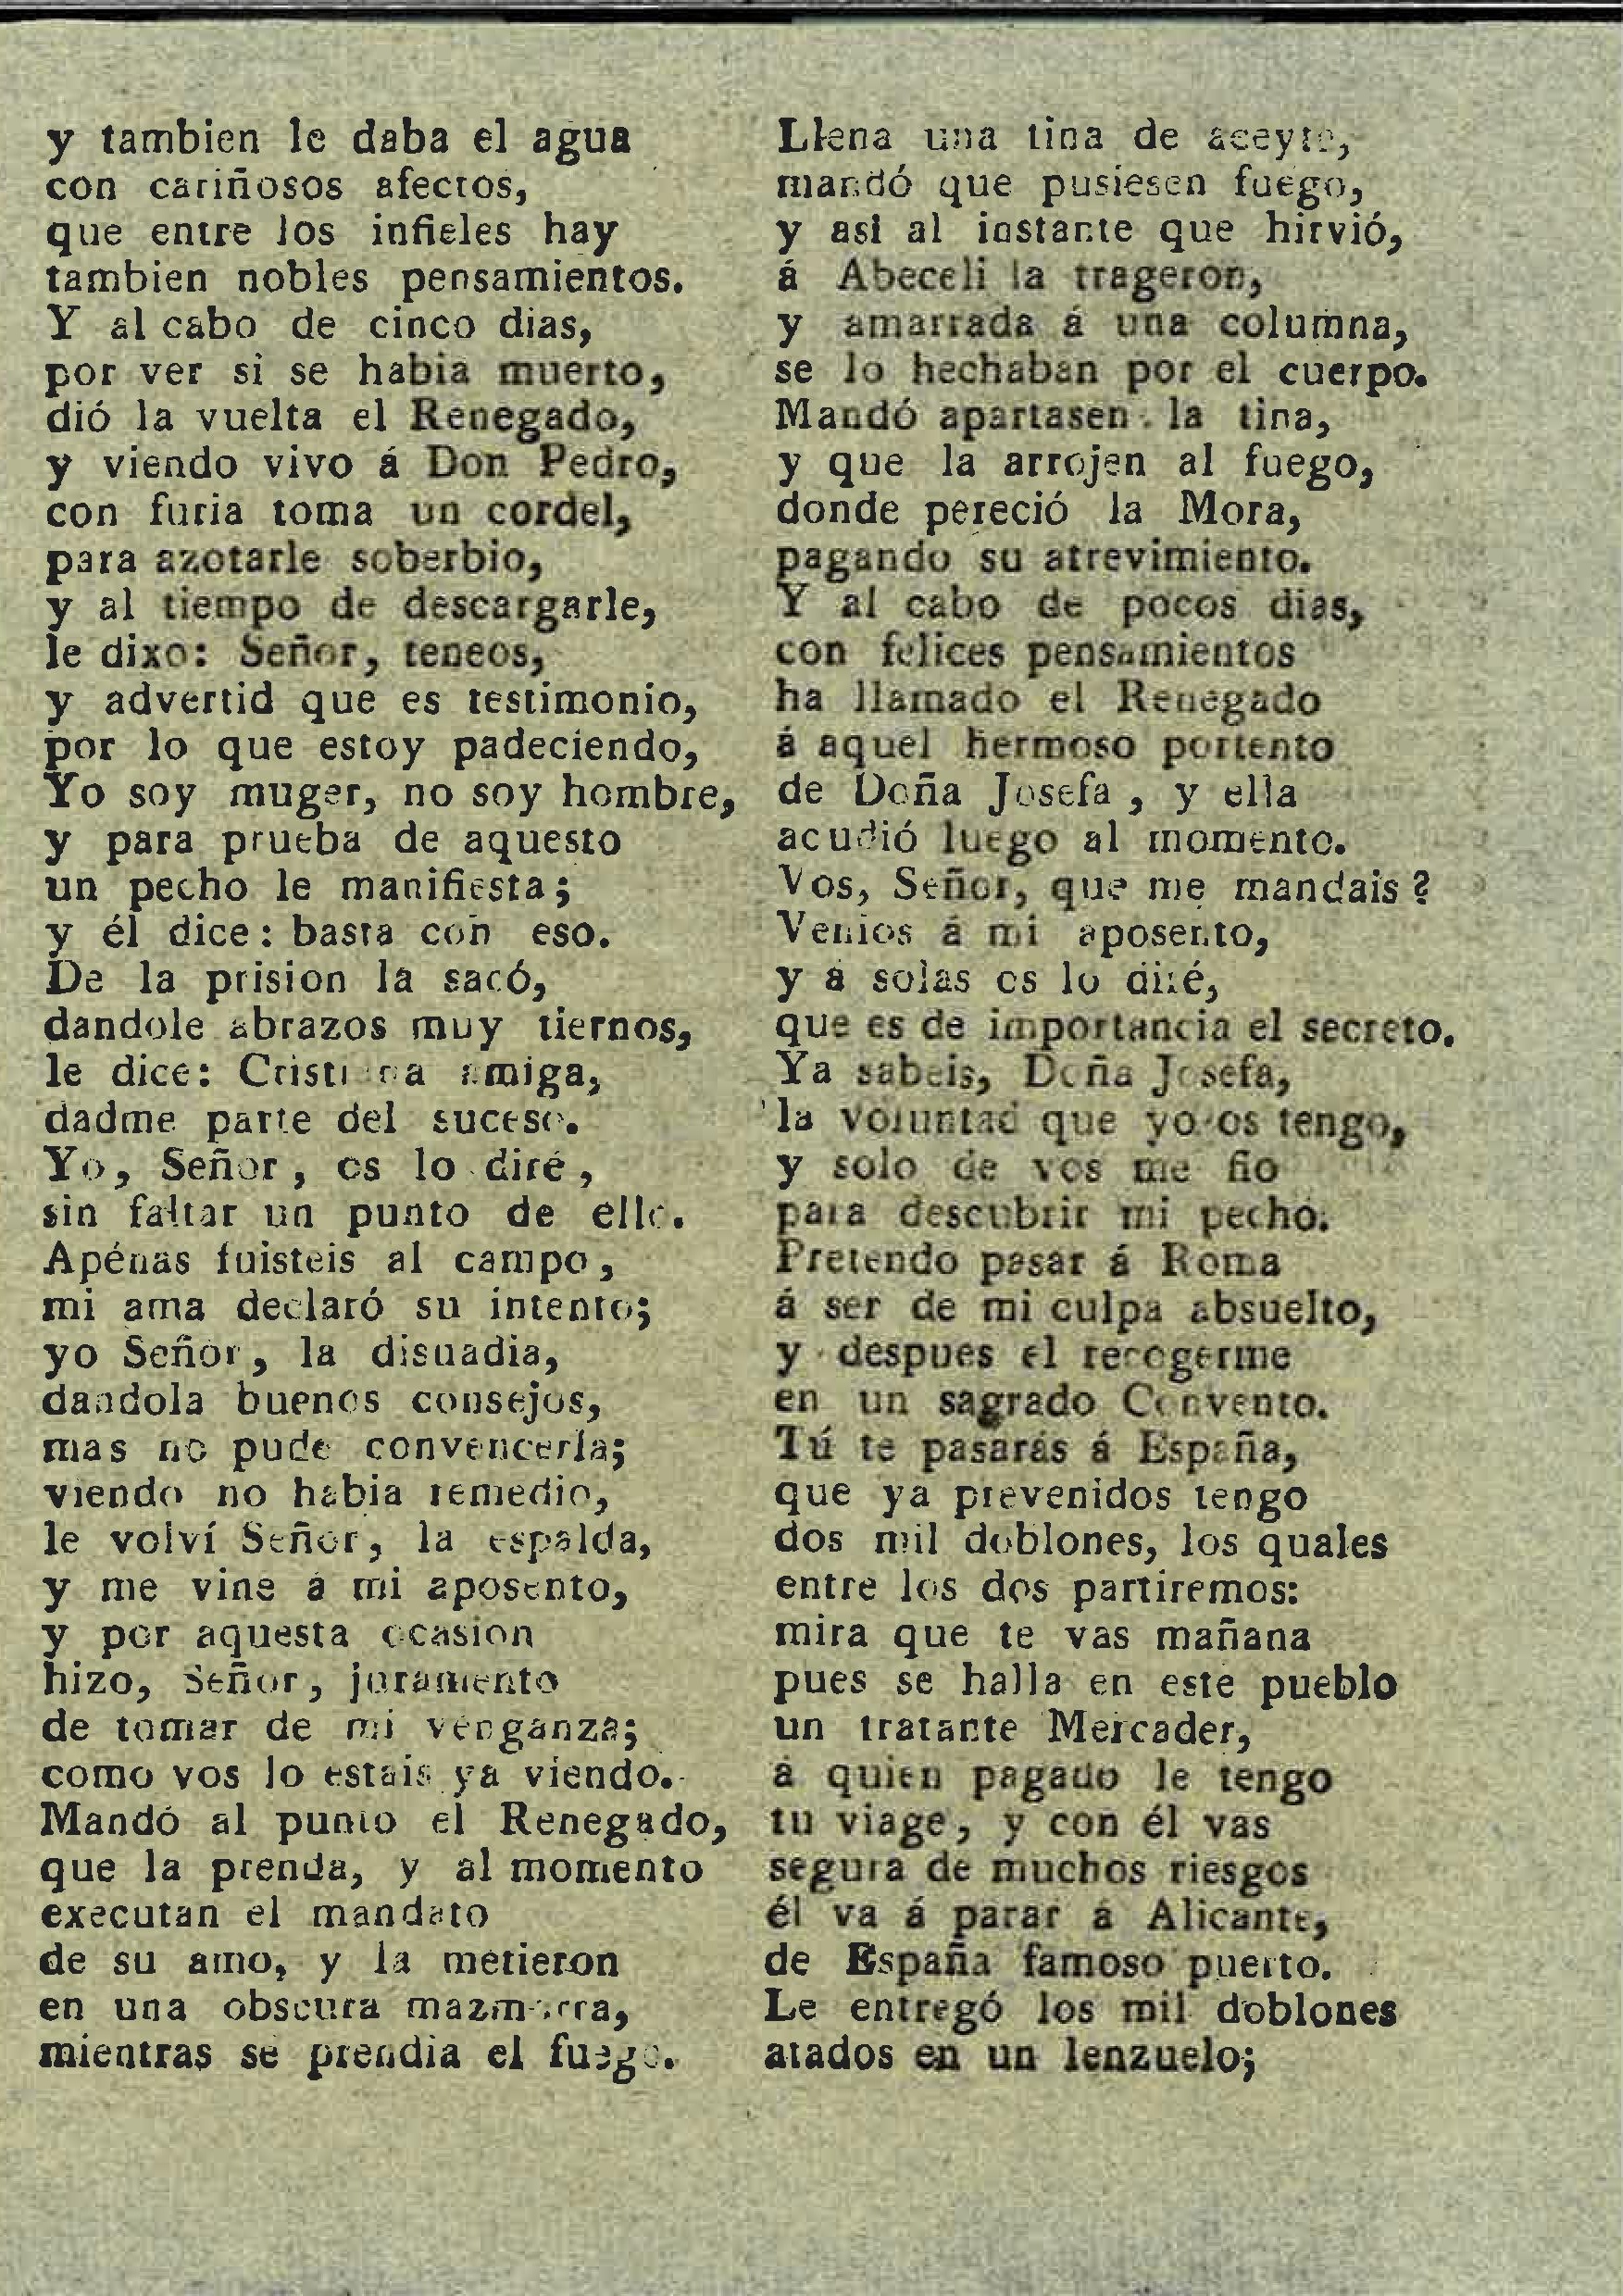 y tambien le daba el agua
con cariñosos afectos,
que entre los infieles hay
tambien nobles pensamientos.
Y al cabo de cinco dias,
por ver si se habia muerto,
dió la vuelta el Renegado,
y viendo vivo á Don Pedro,
con furia toma un cordel,
para azotarle soberbio,
y al tiempo de descargarle,
le dixo: Señor, teneos,
y advertid que es testimonio,
por lo que estoy padeciendo,
Yo soy muger, no soy hombre,
y para prueba de aquesto
un pecho le manifiesta;
y él dice: basta con eso.
De la prision la sacó,
dandole abrazos muy tiernos,
le dice: Cristiana amiga,
dadme parte del suceso.
Yo, Señor, os lo diré,
sin faltar un punto de ello.
Apénas fuisteis al campo,
mi ama declaró su intento;
yo Señor, la disuadia,
dandola buenos consejos,
mas no pude convencerla;
viendo no habia remedio,
le volví Señor, la espalda,
y me vine á mi aposento,
y por aquesta ocasion
hizo, Señor, juramento
de tomar de mi venganza;
como vos lo estais ya viendo.
Mandó al punto el Renegado,
que la prenda, y al momento
executan el mandato
de su amo, y la metieron
en una obscura mazmorra,
mientras se prendia el fuego.
Llena una tina de aceyte,
mandó que pusiesen fuego,
y asi al instante que hirvió,
á Abeceli la trageron,
y amarrada á una columna,
se lo hechaban por el cuerpo.
Mandó apartasen la tina,
y que la arrojen al fuego,
donde pereció la Mora,
pagando su atrevimiento.
Y al cabo de pocos dias,
con felices pensamientos
ha llamado el Renegado
á aquel hermoso portento
de Doña Josefa, y ella
acudió luego al momento.
Vos, Señor, que me mandais?
Venios á mi aposento,
y á solas os lo diré,
que es de importancia el secreto.
Ya sabeis, Doña Josefa,
la voluntad que yo os tengo,
y solo de vos me fio
para descubrir mi pecho.
Pretendo pasar á Roma
á ser de mi culpa absuelto,
y despues el recogerme
en un sagrado Convento.
Tú te pasarás á España,
que ya prevenidos tengo
dos mil doblones, los quales
entre los dos partiremos:
mira que te vas mañana
pues se halla en este pueblo
un tratante Mercader,
á quien pagado le tengo
tu viage, y con él vas
segura de muchos riesgos
él va á parar á Alicante,
de España famoso puerto.
Le entregó los mil doblones
atados en un lenzuelo;